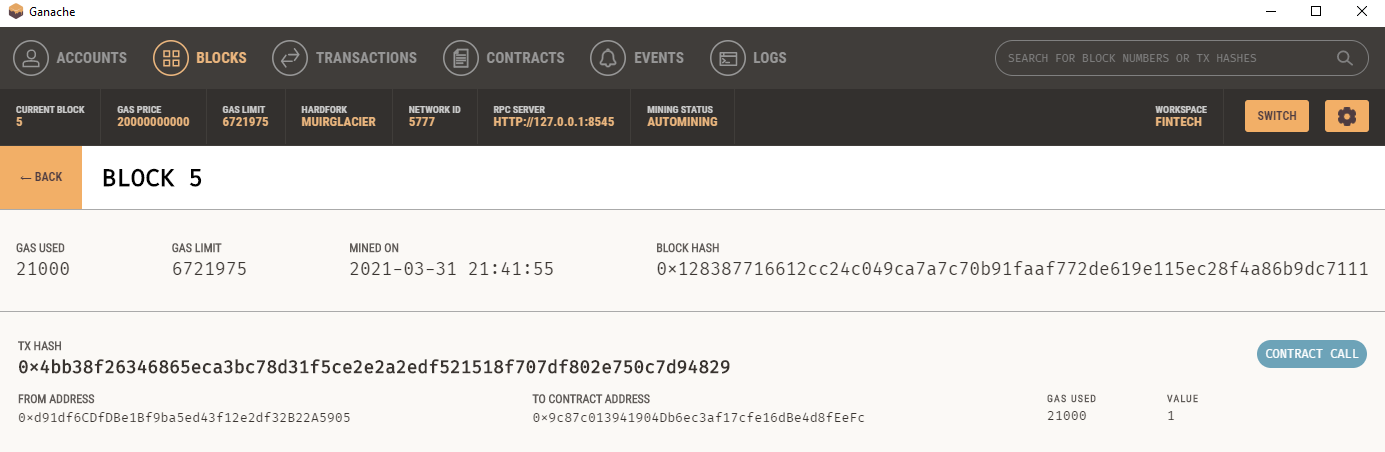 Ganache
ACCOUNTS BLOCKS TRANSACTIONS CONTRACTS EVENTS LOGS SEARCH FOR BLOCK NUMBERS OR TX HASHES
CURRENT BLOCK GAS PRICE GAS LIMIT HARDFORK NETWORK ID RPC SERVER MINING STATUS WORKSPACE
5 20000000000 6721975 MUIRGLACIER 5777 HTTP://127.0.0.1:8545 AUTOMINING FINTECH SWITCH
← BACK BLOCK 5
GAS USED GAS LIMIT MINED ON BLOCK HASH
21000 6721975 2021-03-31 21:41:55 0×128387716612cc24c049ca7a7c70b91faaf772de619e115ec28f4a86b9dc7111
TX HASH
0×4bb38f26346865eca3bc78d31f5ce2e2a2edf521518f707df802e750c7d94829 CONTRACT CALL
FROM ADDRESS TO CONTRACT ADDRESS GAS USED VALUE
0×d91df6CDfDBe1Bf9ba5ed43f12e2df32B22A5905 0×9c87c013941904Db6ec3af17cfe16dBe4d8fEeFc 21000 1